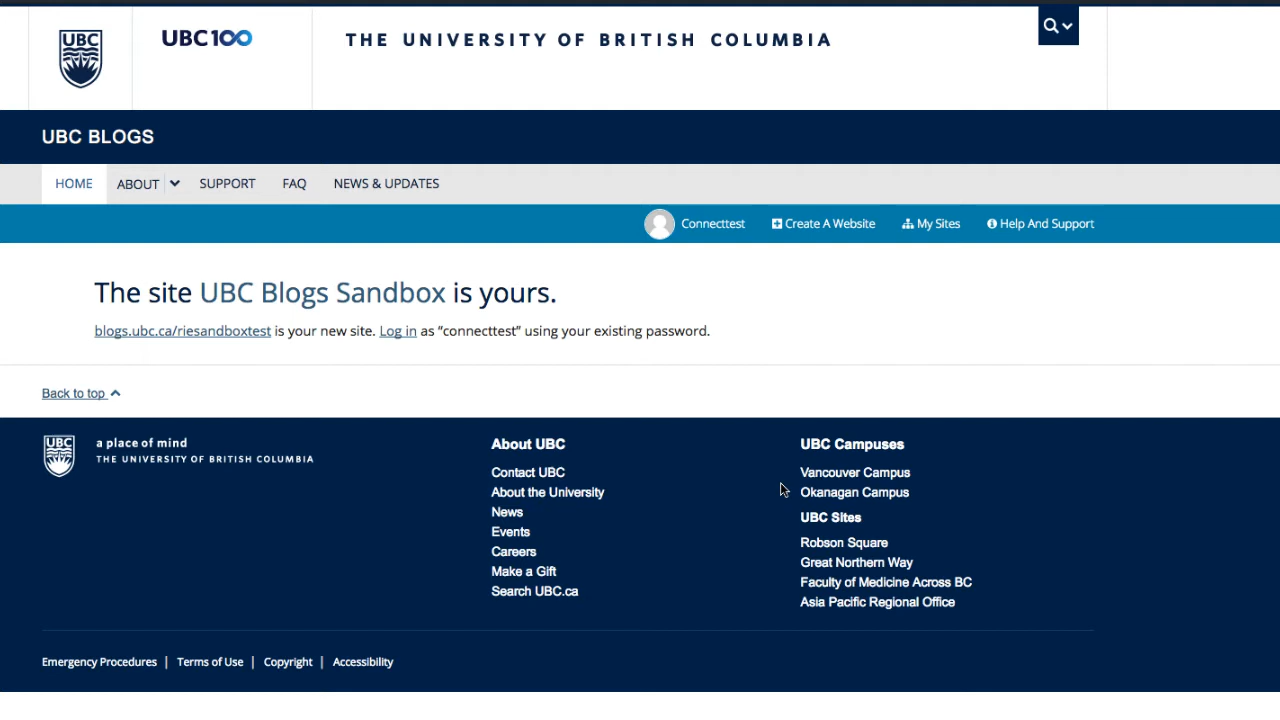 UBC
UBC100
THE UNIVERSITY OF BRITISH COLUMBIA
UBC BLOGS
HOME
ABOUT
SUPPORT
FAQ
NEWS & UPDATES
Connecttest
Create A Website
My Sites
Help And Support
The site UBC Blogs Sandbox is yours.
blogs.ubc.ca/riesandboxtest is your new site. Log in as “connecttest” using your existing password.
Back to top
UBC
a place of mind
THE UNIVERSITY OF BRITISH COLUMBIA
About UBC
Contact UBC
About the University
News
Events
Careers
Make a Gift
Search UBC.ca
UBC Campuses
Vancouver Campus
Okanagan Campus
UBC Sites
Robson Square
Great Northern Way
Faculty of Medicine Across BC
Asia Pacific Regional Office
Emergency Procedures | Terms of Use | Copyright | Accessibility